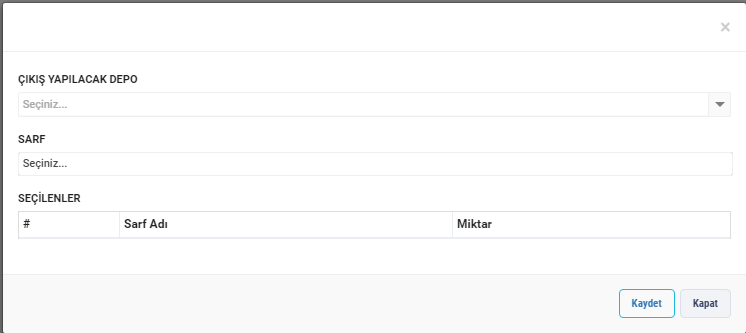 ×
ÇIKIŞ YAPILACAK DEPO
Seçiniz...
SARF
Seçiniz...
SEÇİLENLER
# Sarf Adı Miktar
Kaydet Kapat